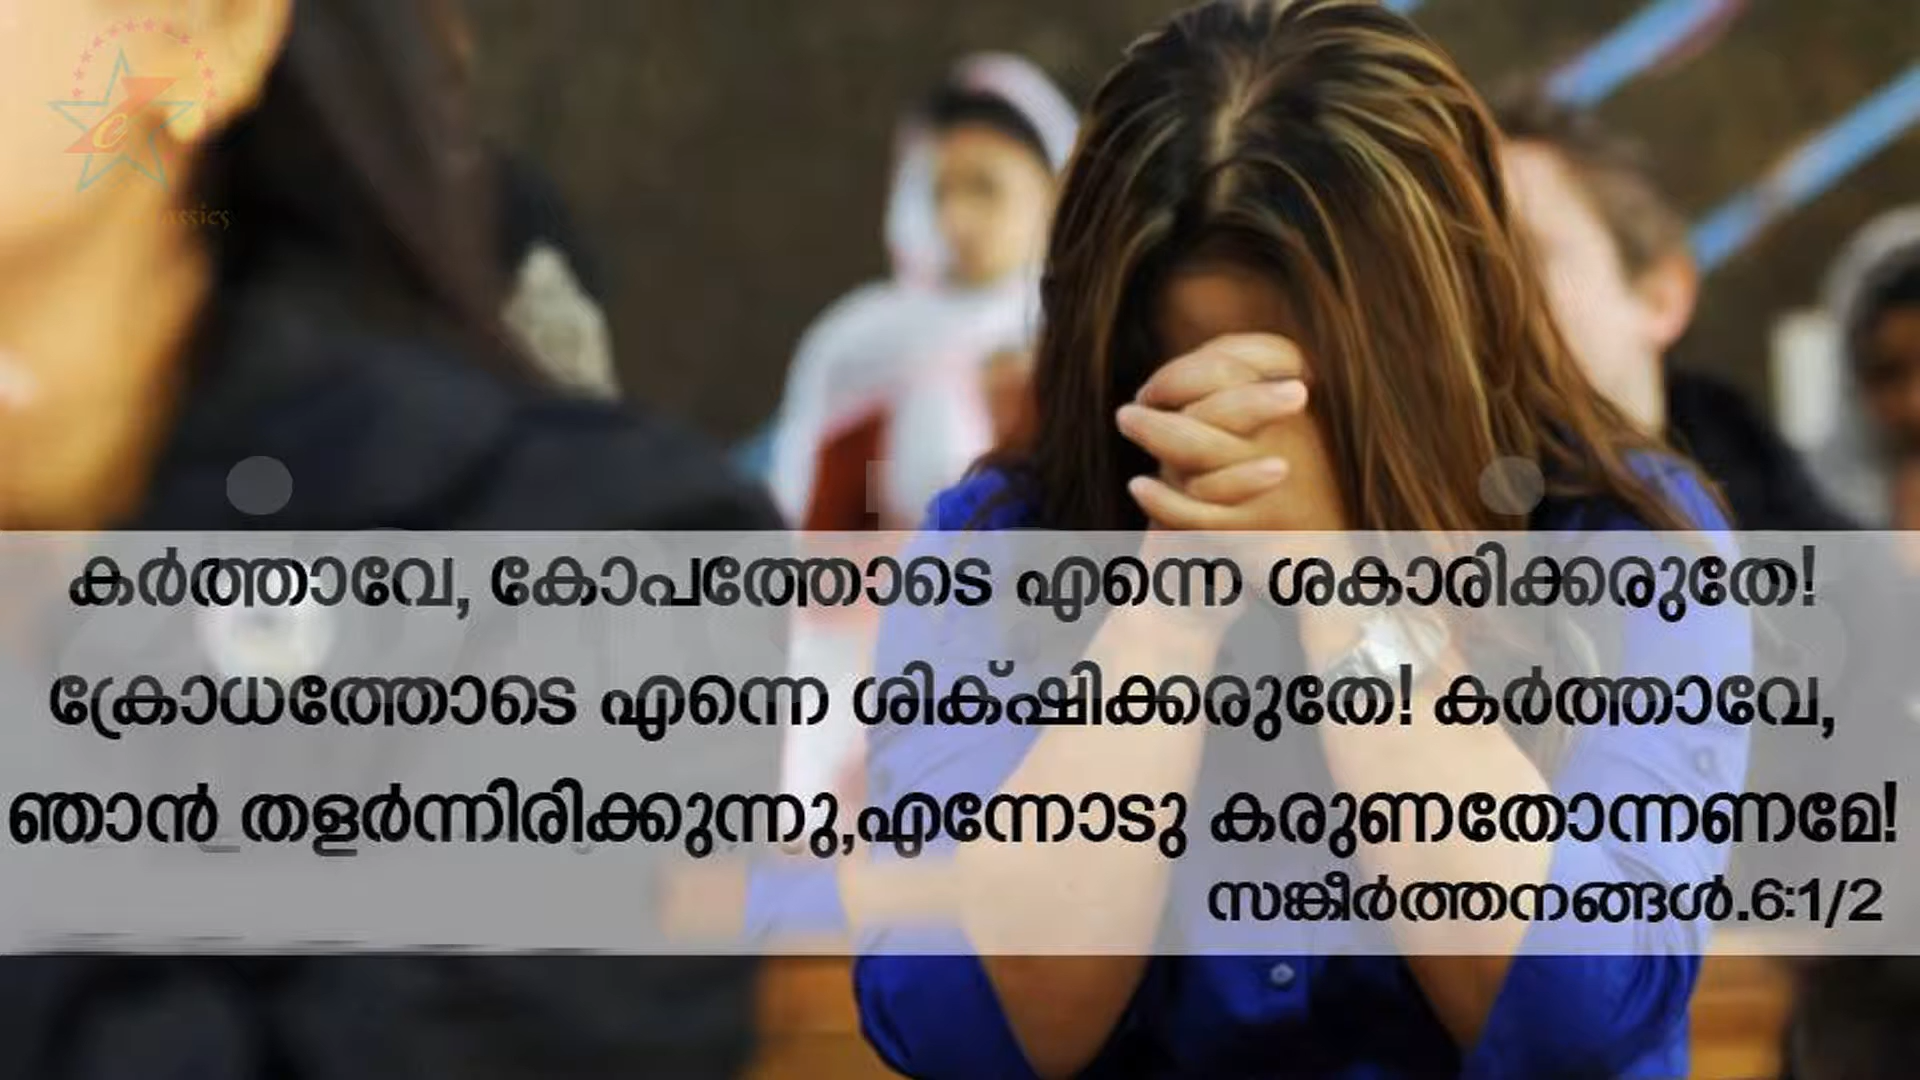 കർത്താവേ, കോപത്തോടെ എന്നെ ശകാരിക്കരുതേ!
ക്രോധത്തോടെ എന്നെ ശിക്‌ഷിക്കരുതേ! കർത്താവേ,
ഞാൻ തളർന്നിരിക്കുന്നു,എന്നോടു കരുണതോന്നണമേ!
സങ്കീർത്തനങ്ങൾ.6:1/2